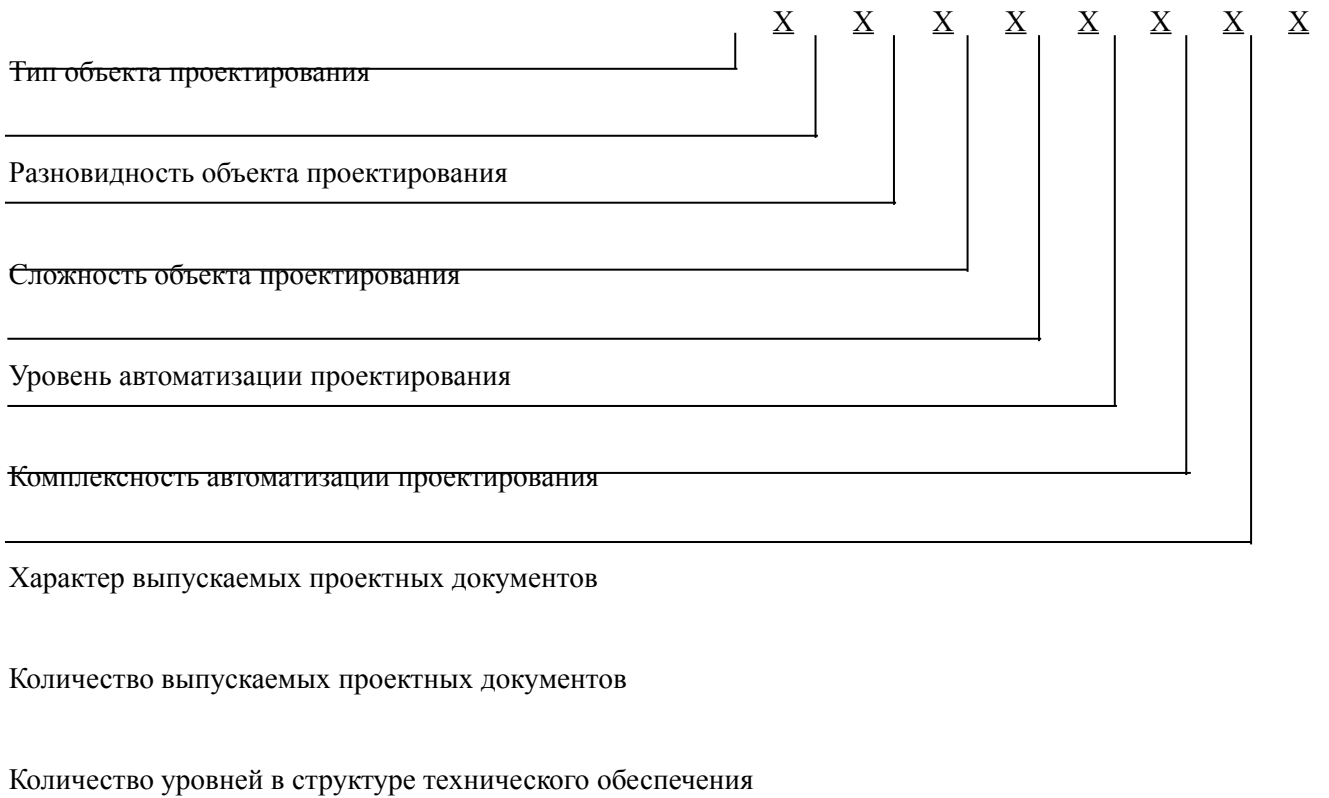 X X X X X X X X
Тип объекта проектирования
Разновидность объекта проектирования
Сложность объекта проектирования
Уровень автоматизации проектирования
Комплексность автоматизации проектирования
Характер выпускаемых проектных документов
Количество выпускаемых проектных документов
Количество уровней в структуре технического обеспечения